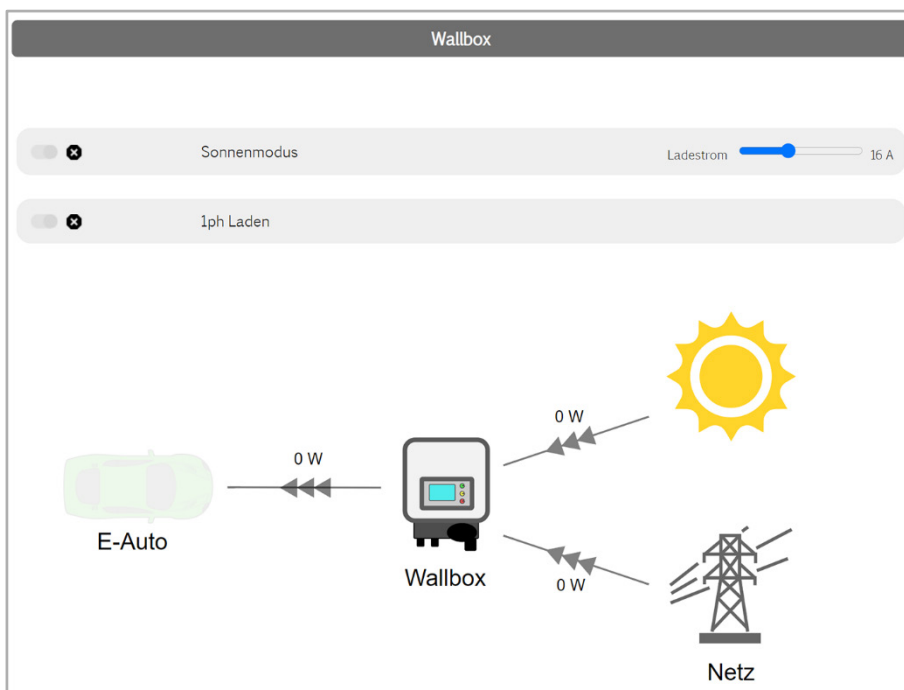 Wallbox
Sonnenmodus
Ladestrom
16 A
1ph Laden
0 W
0 W
E-Auto
Wallbox
0 W
Netz